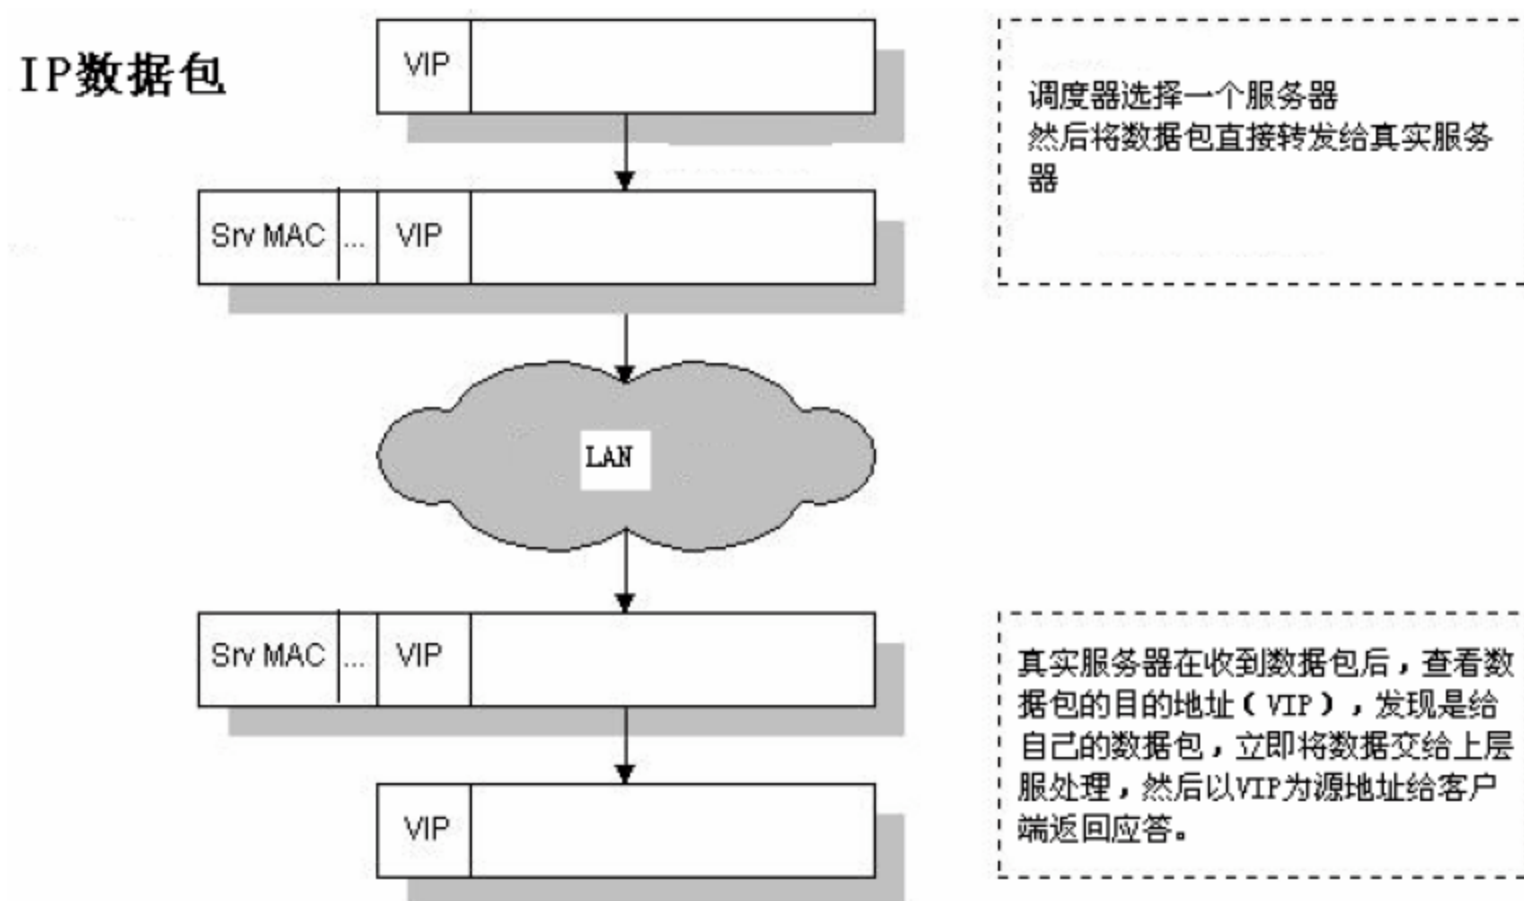 IP数据包
VIP
调度器选择一个服务器
然后将数据包直接转发给真实服务
器
Srv MAC ... VIP
LAN
Srv MAC ... VIP
真实服务器在收到数据包后，查看数
据包的目的地址（VIP），发现是给
自己的数据包，立即将数据交给上层
服处理，然后以VIP为源地址给客户
端返回应答。
VIP